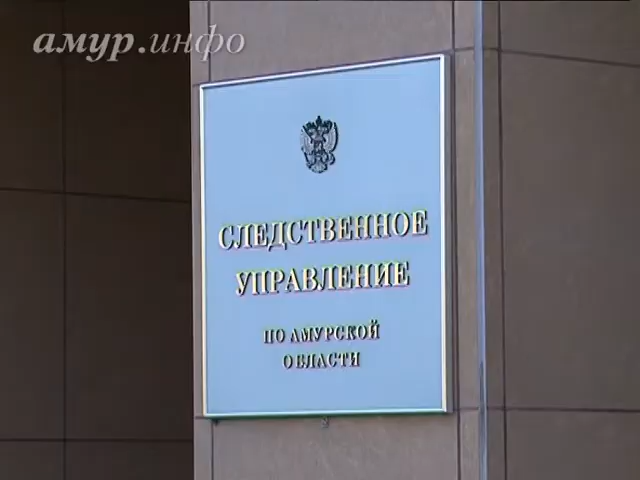 амур.инфо
СЛЕДСТВЕННОЕ
УПРАВЛЕНИЕ
ПО АМУРСКОЙ
ОБЛАСТИ